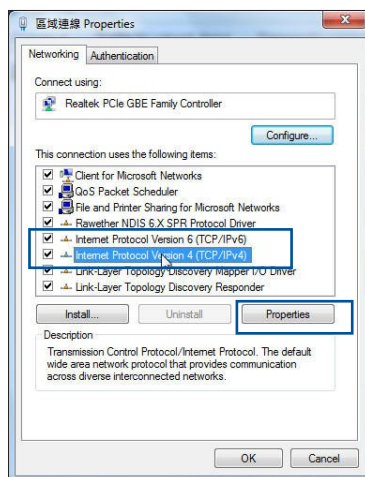 區域連線 Properties
Networking
Authentication
Connect using:
Realtek PCIe GBE Family Controller
Configure...
This connection uses the following items:
Client for Microsoft Networks
QoS Packet Scheduler
File and Printer Sharing for Microsoft Networks
Rawether NDIS 6.X SPR Protocol Driver
Internet Protocol Version 6 (TCP/IPv6)
Internet Protocol Version 4 (TCP/IPv4)
Link-Layer Topology Discovery Mapper I/O Driver
Link-Layer Topology Discovery Responder
Install...
Uninstall
Properties
Description
Transmission Control Protocol/Internet Protocol. The default
wide area network protocol that provides communication
across diverse interconnected networks.
OK
Cancel